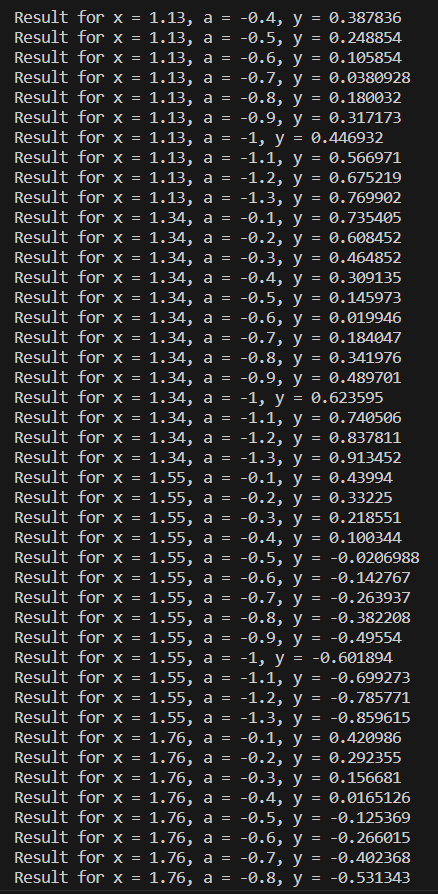 Result for x = 1.13, a = -0.4, y = 0.387836
Result for x = 1.13, a = -0.5, y = 0.248854
Result for x = 1.13, a = -0.6, y = 0.105854
Result for x = 1.13, a = -0.7, y = 0.0380928
Result for x = 1.13, a = -0.8, y = 0.180032
Result for x = 1.13, a = -0.9, y = 0.317173
Result for x = 1.13, a = -1, y = 0.446932
Result for x = 1.13, a = -1.1, y = 0.566971
Result for x = 1.13, a = -1.2, y = 0.675219
Result for x = 1.13, a = -1.3, y = 0.769902
Result for x = 1.34, a = -0.1, y = 0.735405
Result for x = 1.34, a = -0.2, y = 0.608452
Result for x = 1.34, a = -0.3, y = 0.464852
Result for x = 1.34, a = -0.4, y = 0.309135
Result for x = 1.34, a = -0.5, y = 0.145973
Result for x = 1.34, a = -0.6, y = 0.019946
Result for x = 1.34, a = -0.7, y = 0.184047
Result for x = 1.34, a = -0.8, y = 0.341976
Result for x = 1.34, a = -0.9, y = 0.489701
Result for x = 1.34, a = -1, y = 0.623595
Result for x = 1.34, a = -1.1, y = 0.740506
Result for x = 1.34, a = -1.2, y = 0.837811
Result for x = 1.34, a = -1.3, y = 0.913452
Result for x = 1.55, a = -0.1, y = 0.43994
Result for x = 1.55, a = -0.2, y = 0.33225
Result for x = 1.55, a = -0.3, y = 0.218551
Result for x = 1.55, a = -0.4, y = 0.100344
Result for x = 1.55, a = -0.5, y = -0.0206988
Result for x = 1.55, a = -0.6, y = -0.142767
Result for x = 1.55, a = -0.7, y = -0.263937
Result for x = 1.55, a = -0.8, y = -0.382208
Result for x = 1.55, a = -0.9, y = -0.49554
Result for x = 1.55, a = -1, y = -0.601894
Result for x = 1.55, a = -1.1, y = -0.699273
Result for x = 1.55, a = -1.2, y = -0.785771
Result for x = 1.55, a = -1.3, y = -0.859615
Result for x = 1.76, a = -0.1, y = 0.420986
Result for x = 1.76, a = -0.2, y = 0.292355
Result for x = 1.76, a = -0.3, y = 0.156681
Result for x = 1.76, a = -0.4, y = 0.0165126
Result for x = 1.76, a = -0.5, y = -0.125369
Result for x = 1.76, a = -0.6, y = -0.266015
Result for x = 1.76, a = -0.7, y = -0.402368
Result for x = 1.76, a = -0.8, y = -0.531343